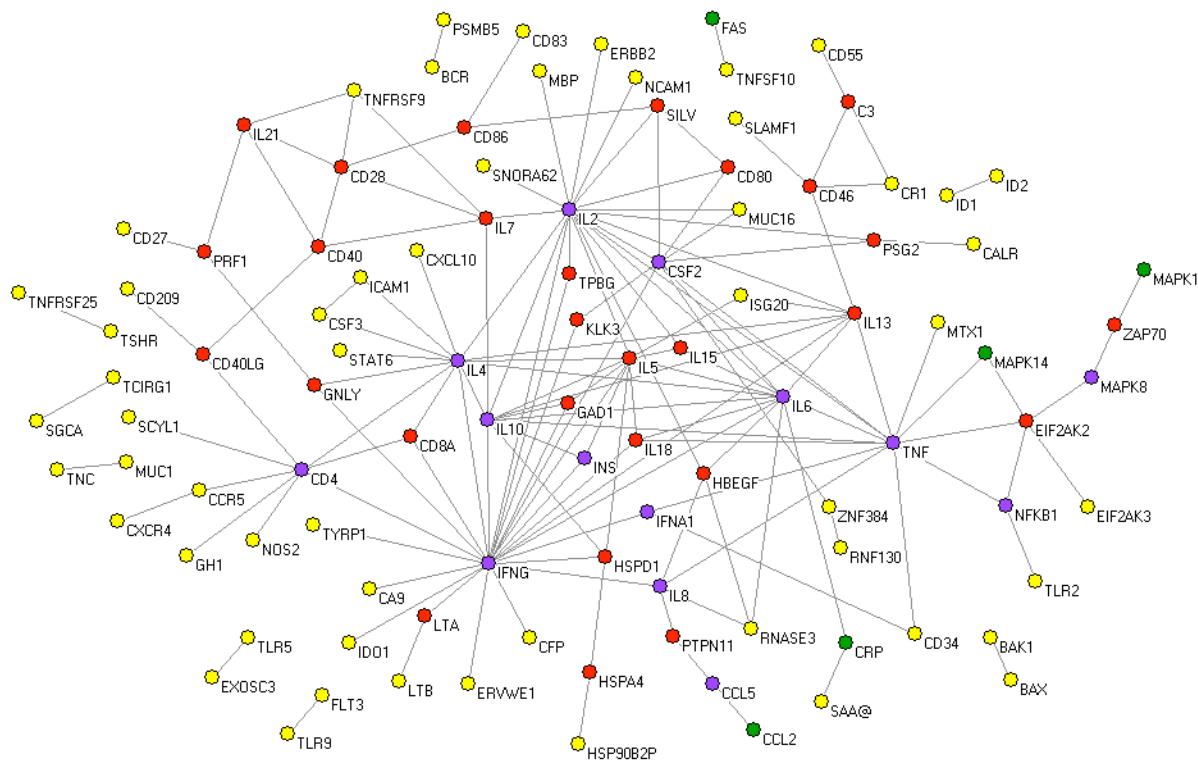 PSMB5
CD83
FAS
ERBB2
CD55
BCR
MBP
TNFSF10
NCAM1
TNFRSF9
SILV
C3
IL21
CD86
SLAMF1
CD28
SNORA62
CD80
CD46
CR1
ID2
ID1
IL2
MUC16
IL7
CD27
PRF1
CD40
CXCL10
PSG2
CALR
CSF2
TPBG
MAPK1
ICAM1
TNFRSF25
CD209
ISG20
CSF3
KLK3
IL13
MTX1
ZAP70
TSHR
STAT6
IL15
CD40LG
IL4
IL5
MAPK14
TCIRG1
GNLY
MAPK8
IL6
SGCA
SCYL1
IL10
GAD1
EIF2AK2
CD8A
IL18
TNF
TNC
MUC1
CD4
INS
HBEGF
CCR5
CXCR4
TYRP1
IFNA1
ZNF384
NFKB1
EIF2AK3
GH1
NOS2
RNF130
IFNG
HSPD1
CA9
IL8
TLR2
LTA
TLR5
IDO1
CFP
PTPN11
RNASE3
CRP
CD34
BAK1
EXOSC3
LTB
ERVWE1
HSPA4
CCL5
BAX
FLT3
SAA@
TLR9
HSP90B2P
CCL2